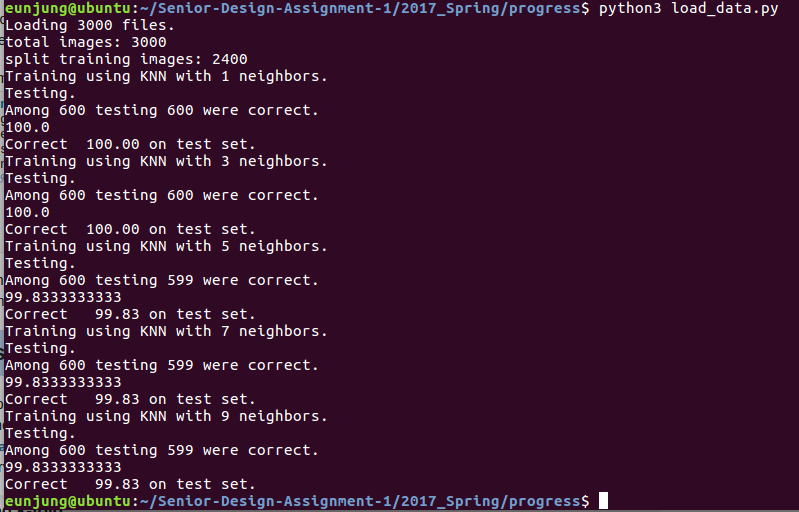 eunjung@ubuntu:~/Senior-Design-Assignment-1/2017_Spring/progress$ python3 load_data.py
Loading 3000 files.
total images: 3000
split training images: 2400
Training using KNN with 1 neighbors.
Testing.
Among 600 testing 600 were correct.
100.0
Correct  100.00 on test set.
Training using KNN with 3 neighbors.
Testing.
Among 600 testing 600 were correct.
100.0
Correct  100.00 on test set.
Training using KNN with 5 neighbors.
Testing.
Among 600 testing 599 were correct.
99.8333333333
Correct   99.83 on test set.
Training using KNN with 7 neighbors.
Testing.
Among 600 testing 599 were correct.
99.8333333333
Correct   99.83 on test set.
Training using KNN with 9 neighbors.
Testing.
Among 600 testing 599 were correct.
99.8333333333
Correct   99.83 on test set.
eunjung@ubuntu:~/Senior-Design-Assignment-1/2017_Spring/progress$